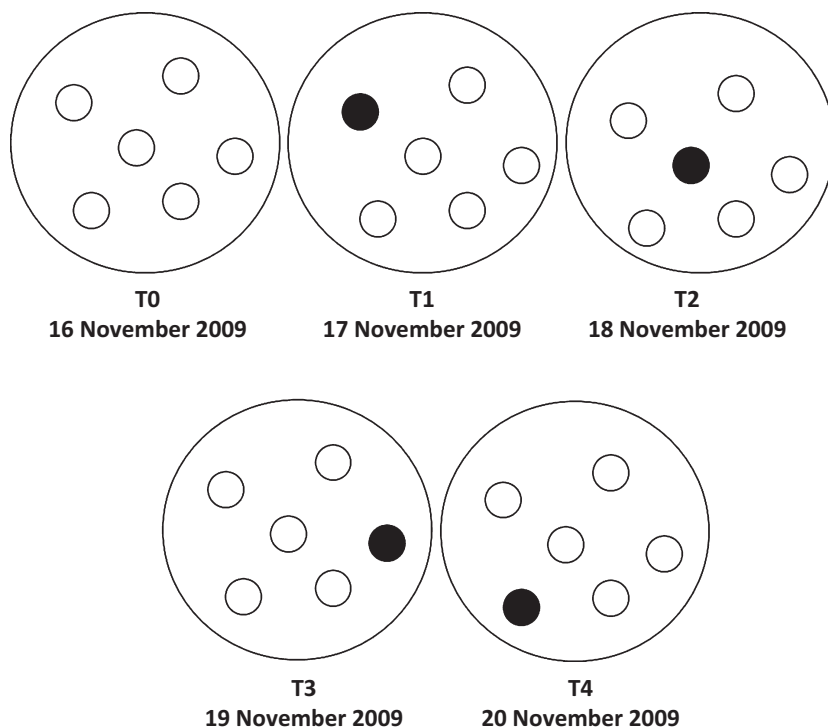 T0
16 November 2009
T1
17 November 2009
T2
18 November 2009
T3
19 November 2009
T4
20 November 2009